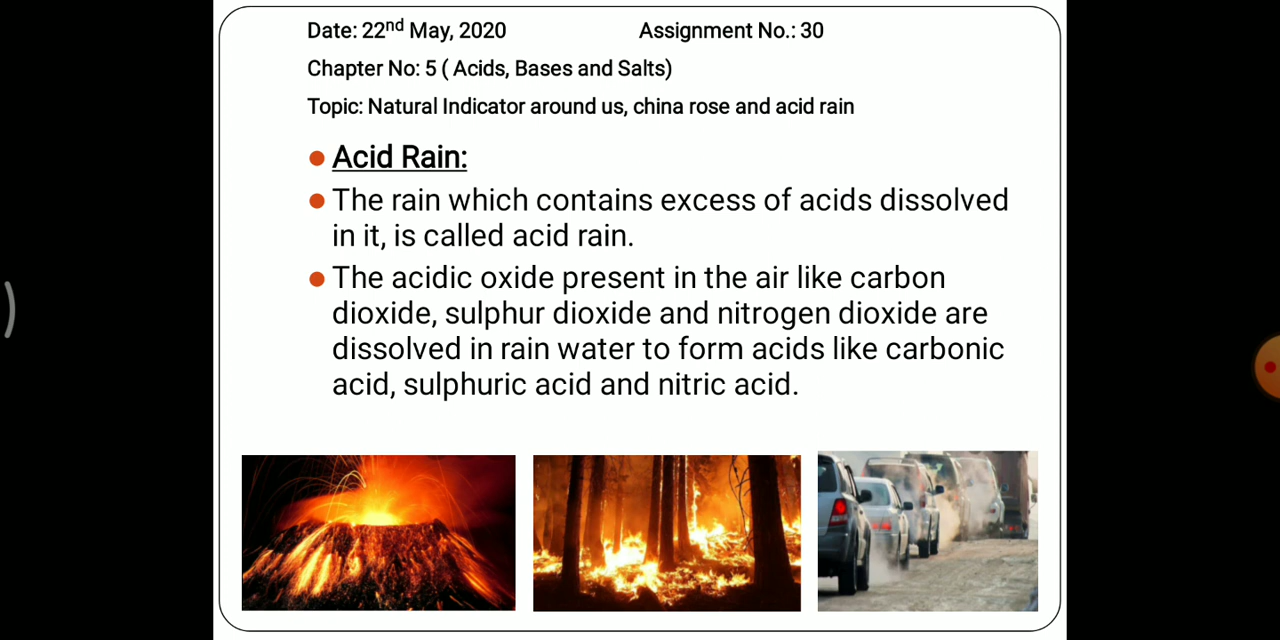 Date: 22nd May, 2020 Assignment No.: 30
Chapter No: 5 ( Acids, Bases and Salts)
Topic: Natural Indicator around us, china rose and acid rain
Acid Rain:
The rain which contains excess of acids dissolved
in it, is called acid rain.
The acidic oxide present in the air like carbon
dioxide, sulphur dioxide and nitrogen dioxide are
dissolved in rain water to form acids like carbonic
acid, sulphuric acid and nitric acid.